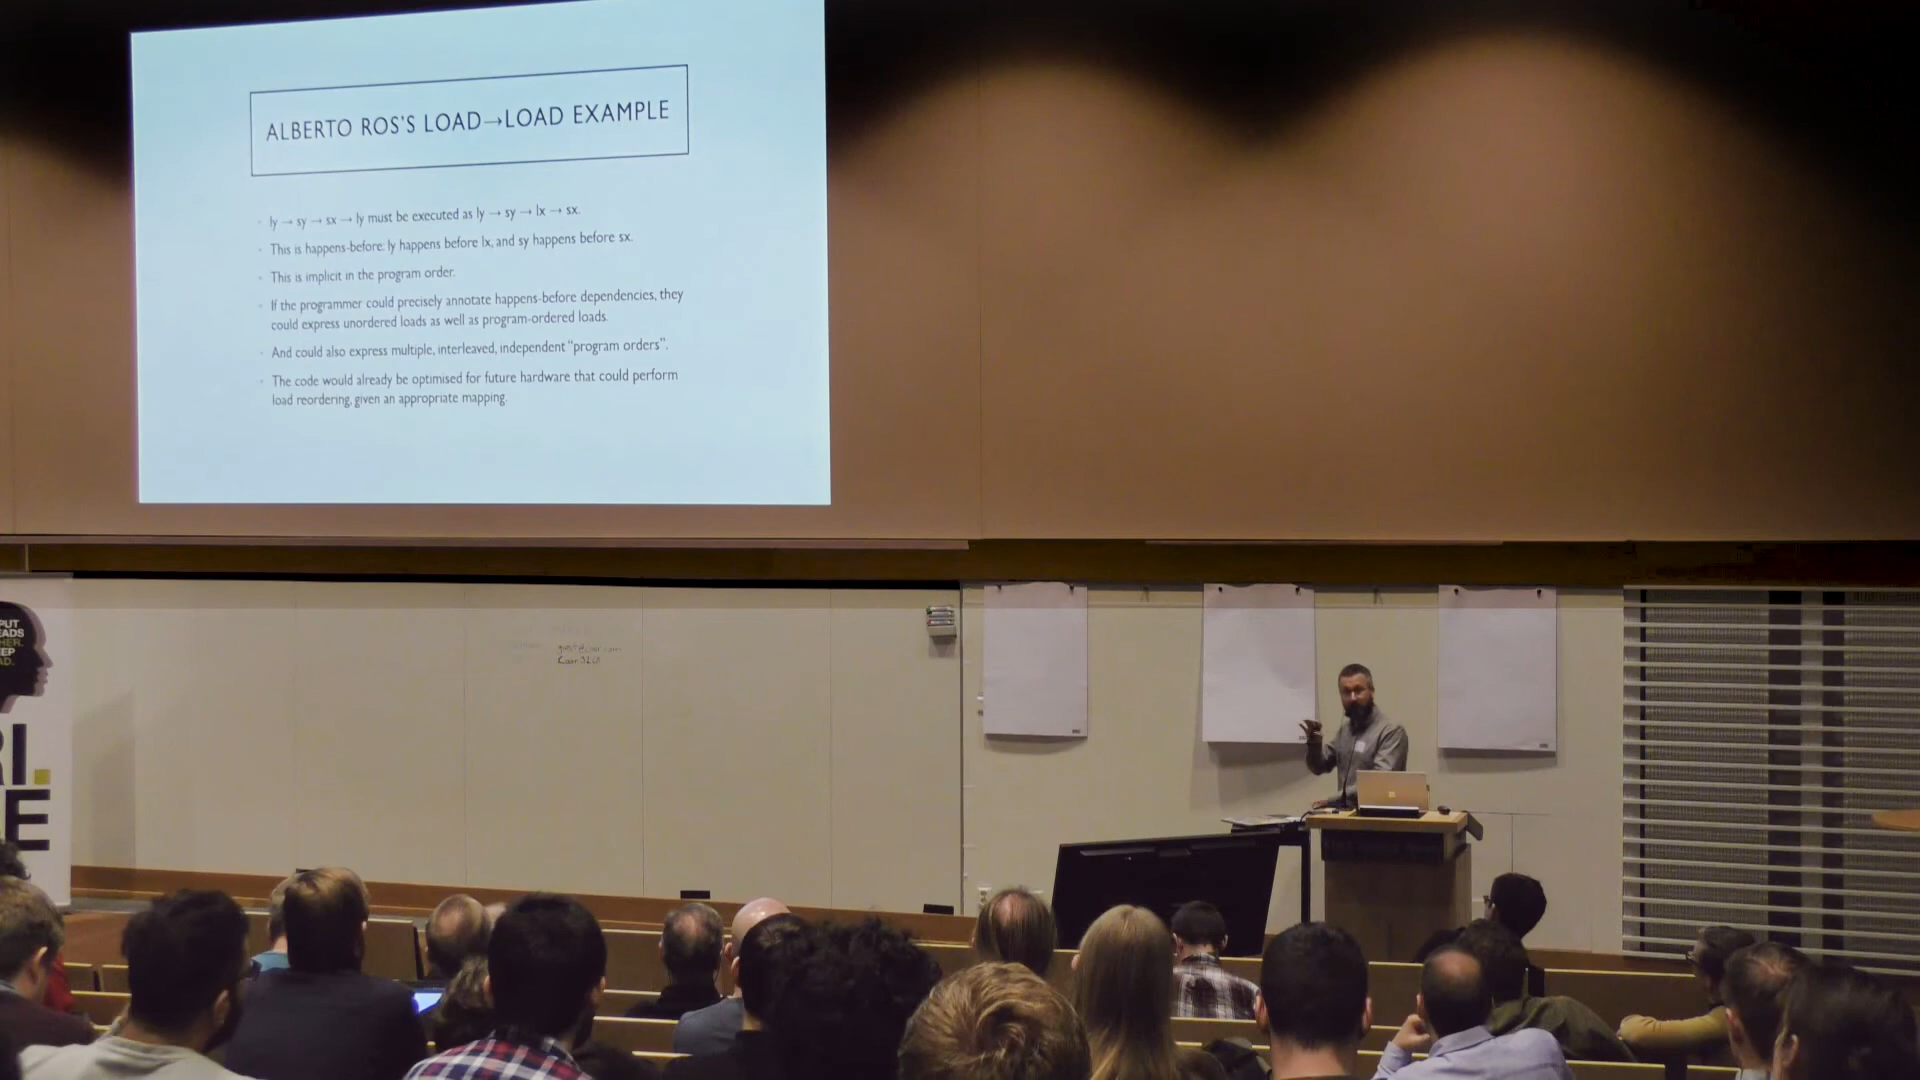 ALBERTO ROS'S LOAD→LOAD EXAMPLE
ly → sy → sx → ly must be executed as ly → sy → lx → sx.
This is happens-before: ly happens before lx, and sy happens before sx.
This is implicit in the program order.
If the programmer could precisely annotate happens-before dependencies, they
could express unordered loads as well as program-ordered loads.
And could also express multiple, interleaved, independent "program orders".
The code would already be optimised for future hardware that could perform
load reordering, given an appropriate mapping.